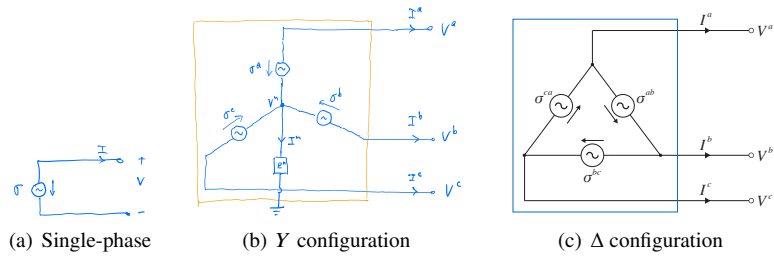 I
+
σ
V
-
(a) Single-phase
I^a
V^a
σ^a
V^n
σ^b
σ^c
I^b
V^b
I^n
z^n
I^c
V^c
(b) Y configuration
I^a
V^a
σ^ca
σ^ab
I^b
V^b
σ^bc
I^c
V^c
(c) Δ configuration